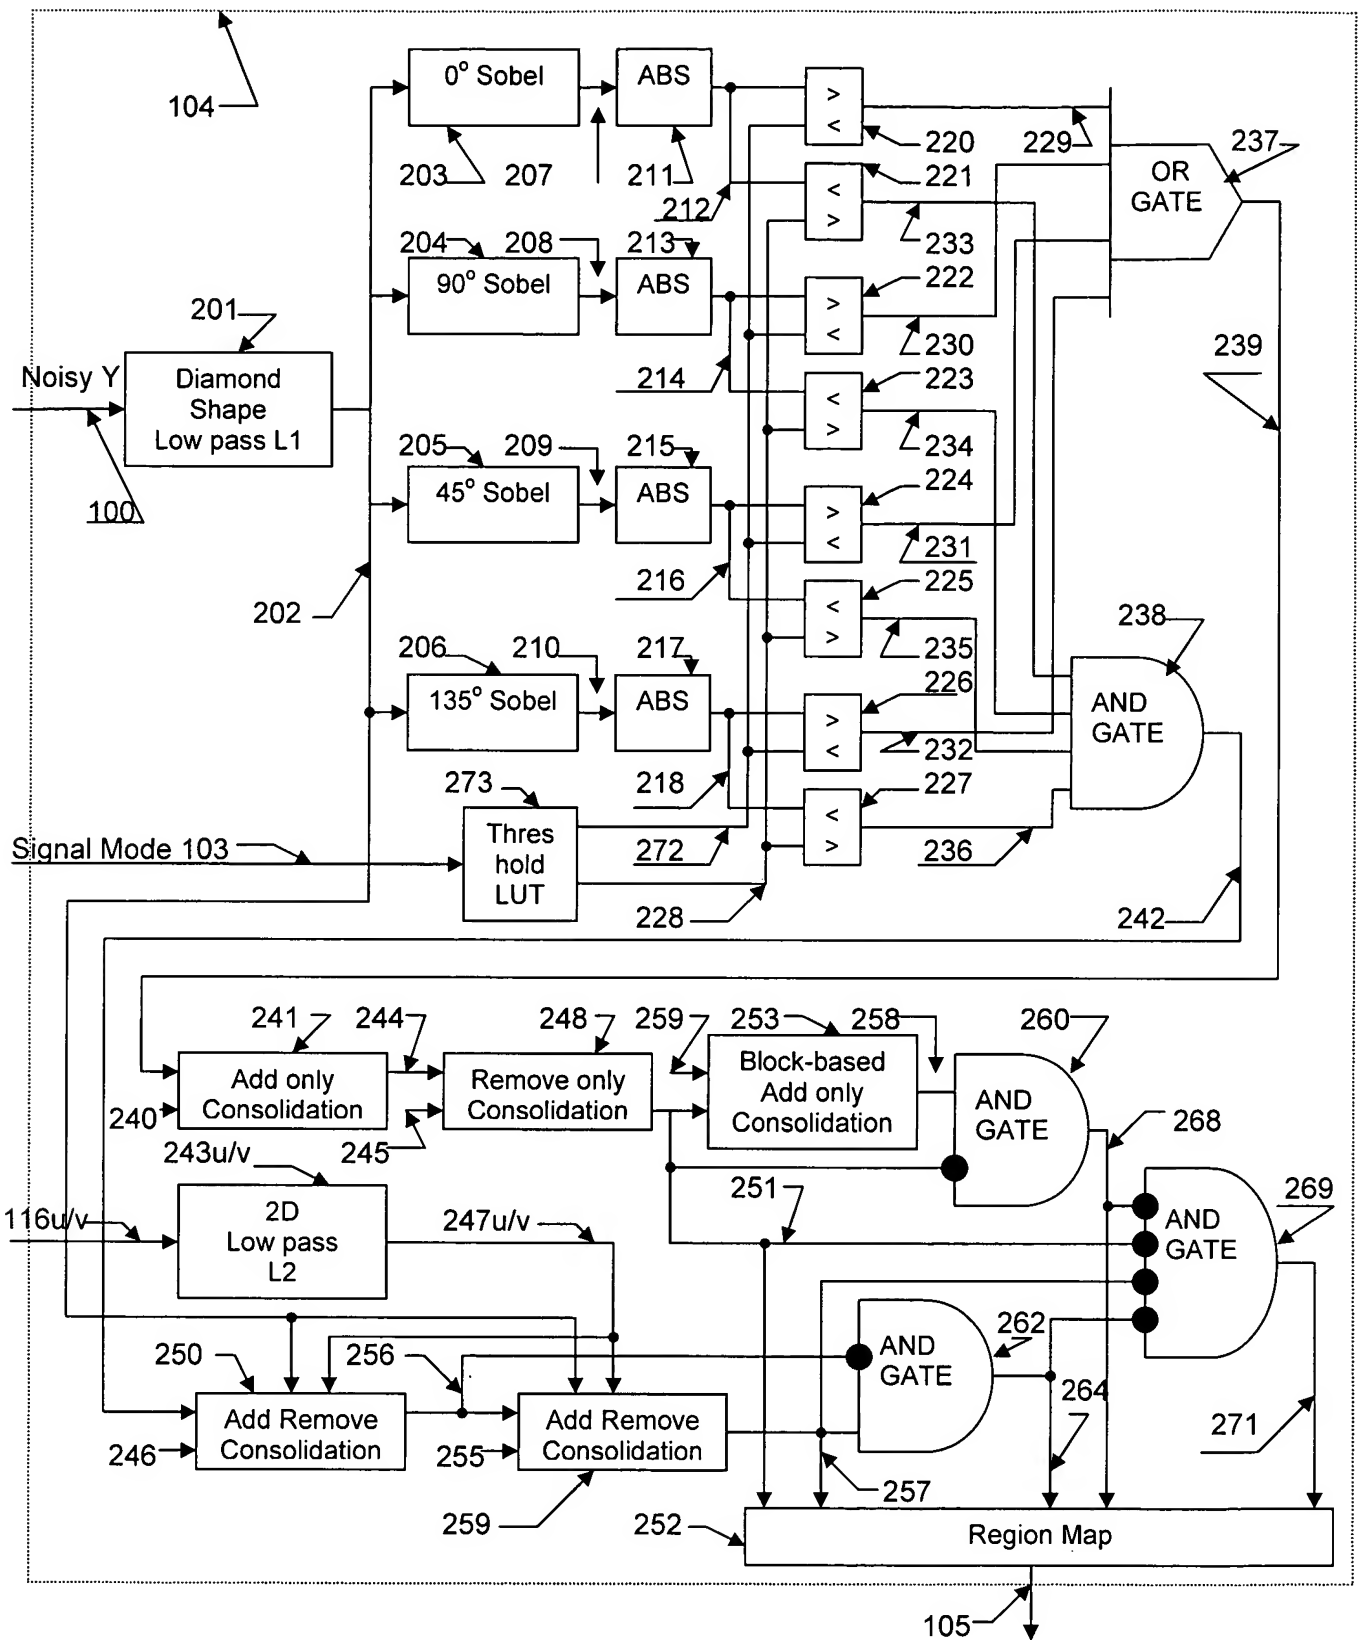 0° Sobel
ABS
>
<
104
203
207
211
220
229
OR
GATE
237
212
<
>
221
233
204
208
213
90° Sobel
ABS
>
<
222
230
201
214
<
>
223
234
239
Noisy Y
Diamond
Shape
Low pass L1
100
205
209
215
45° Sobel
ABS
>
<
224
231
202
216
<
>
225
235
238
206
210
217
135° Sobel
ABS
>
<
226
232
AND
GATE
273
218
<
>
227
Signal Mode 103
Thres
hold
LUT
272
236
228
242
241
244
248
259
253
258
260
Add only
Consolidation
Remove only
Consolidation
Block-based
Add only
Consolidation
AND
GATE
240
245
268
243u/v
251
269
116u/v
2D
Low pass
L2
247u/v
AND
GATE
250
256
262
AND
GATE
264
Add Remove
Consolidation
Add Remove
Consolidation
271
246
255
257
259
252
Region Map
105